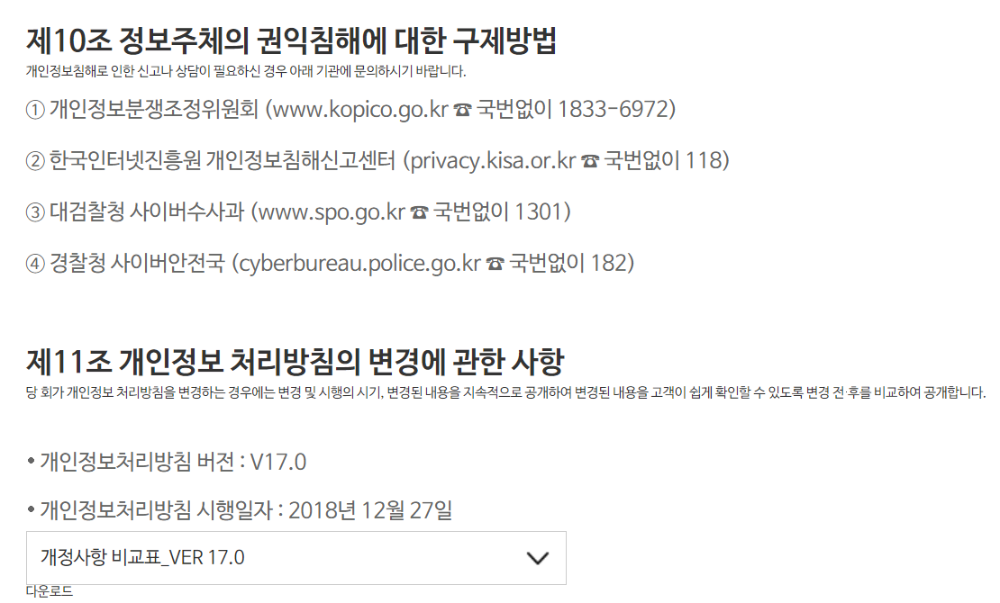 제10조 정보주체의 권익침해에 대한 구제방법
개인정보침해로 인한 신고나 상담이 필요하신 경우 아래 기관에 문의하시기 바랍니다.
① 개인정보분쟁조정위원회 (www.kopico.go.kr ☎ 국번없이 1833-6972)
② 한국인터넷진흥원 개인정보침해신고센터 (privacy.kisa.or.kr ☎ 국번없이 118)
③ 대검찰청 사이버수사과 (www.spo.go.kr ☎ 국번없이 1301)
④ 경찰청 사이버안전국 (cyberbureau.police.go.kr ☎ 국번없이 182)
제11조 개인정보 처리방침의 변경에 관한 사항
당 회가 개인정보 처리방침을 변경하는 경우에는 변경 및 시행의 시기, 변경된 내용을 지속적으로 공개하여 변경된 내용을 고객이 쉽게 확인할 수 있도록 변경 전·후를 비교하여 공개합니다.
• 개인정보처리방침 버전 : V17.0
• 개인정보처리방침 시행일자 : 2018년 12월 27일
개정사항 비교표_VER 17.0
다운로드